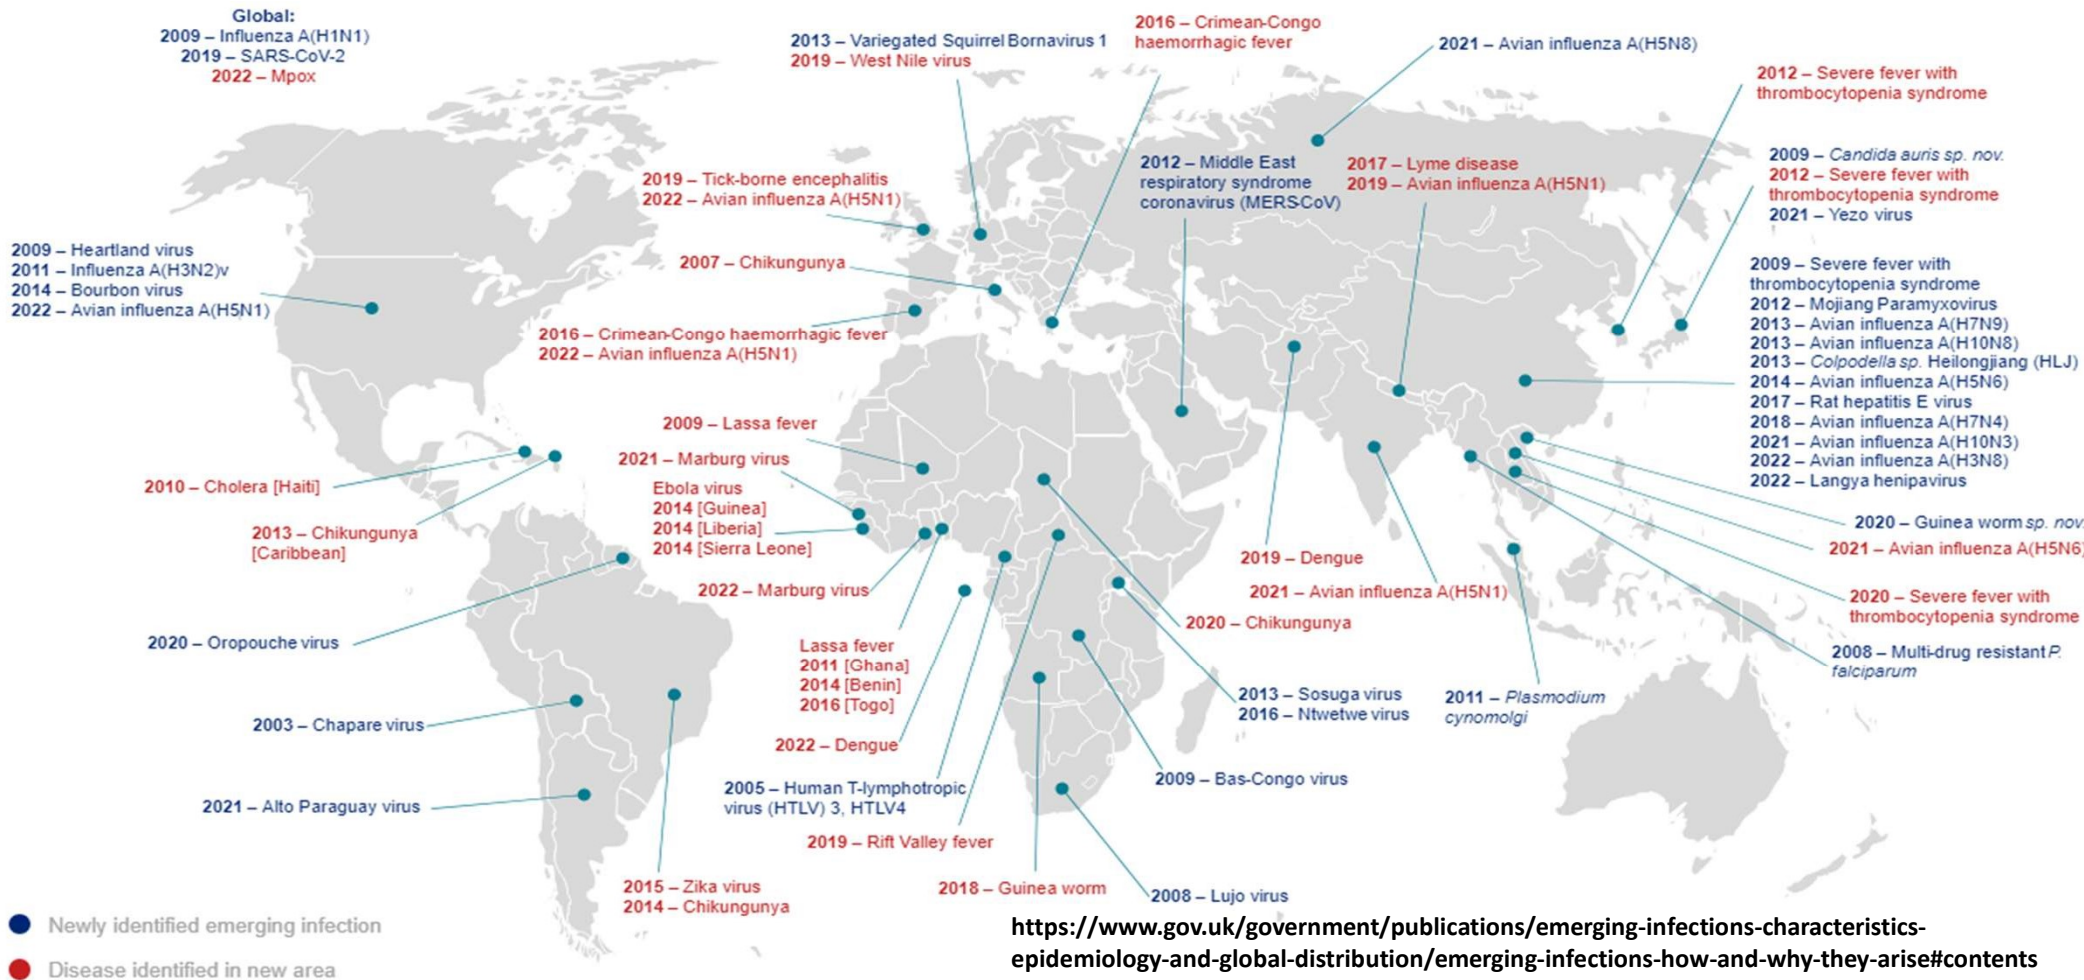 Global:
2009 – Influenza A(H1N1)
2019 – SARS-CoV-2
2022 – Mpox
2013 – Variegated Squirrel Bornavirus 1
2019 – West Nile virus
2016 – Crimean-Congo
haemorrhagic fever
2021 – Avian influenza A(H5N8)
2012 – Severe fever with
thrombocytopenia syndrome
2009 – Candida auris sp. nov.
2012 – Severe fever with
thrombocytopenia syndrome
2021 – Yezo virus
2012 – Middle East
respiratory syndrome
coronavirus (MERS-CoV)
2017 – Lyme disease
2019 – Avian influenza A(H5N1)
2019 – Tick-borne encephalitis
2022 – Avian influenza A(H5N1)
2009 – Heartland virus
2011 – Influenza A(H3N2)v
2014 – Bourbon virus
2022 – Avian influenza A(H5N1)
2007 – Chikungunya
2016 – Crimean-Congo haemorrhagic fever
2022 – Avian influenza A(H5N1)
2009 – Severe fever with
thrombocytopenia syndrome
2012 – Mojiang Paramyxovirus
2013 – Avian influenza A(H7N9)
2013 – Avian influenza A(H10N8)
2013 – Colpodella sp. Heilongjiang (HLJ)
2014 – Avian influenza A(H5N6)
2017 – Rat hepatitis E virus
2018 – Avian influenza A(H7N4)
2021 – Avian influenza A(H10N3)
2022 – Avian influenza A(H3N8)
2022 – Langya henipavirus
2009 – Lassa fever
2021 – Marburg virus
Ebola virus
2014 [Guinea]
2014 [Liberia]
2014 [Sierra Leone]
2010 – Cholera [Haiti]
2013 – Chikungunya
[Caribbean]
2022 – Marburg virus
2020 – Guinea worm sp. nov.
2021 – Avian influenza A(H5N6)
2019 – Dengue
2021 – Avian influenza A(H5N1)
2020 – Chikungunya
2020 – Severe fever with
thrombocytopenia syndrome
2020 – Oropouche virus
Lassa fever
2011 [Ghana]
2014 [Benin]
2016 [Togo]
2008 – Multi-drug resistant P.
falciparum
2013 – Sosuga virus
2016 – Ntwetwe virus
2011 – Plasmodium
cynomolgi
2003 – Chapare virus
2022 – Dengue
2009 – Bas-Congo virus
2005 – Human T-lymphotropic
virus (HTLV) 3, HTLV4
2021 – Alto Paraguay virus
2019 – Rift Valley fever
2015 – Zika virus
2014 – Chikungunya
2018 – Guinea worm
2008 – Lujo virus
Newly identified emerging infection
Disease identified in new area
https://www.gov.uk/government/publications/emerging-infections-characteristics-
epidemiology-and-global-distribution/emerging-infections-how-and-why-they-arise#contents